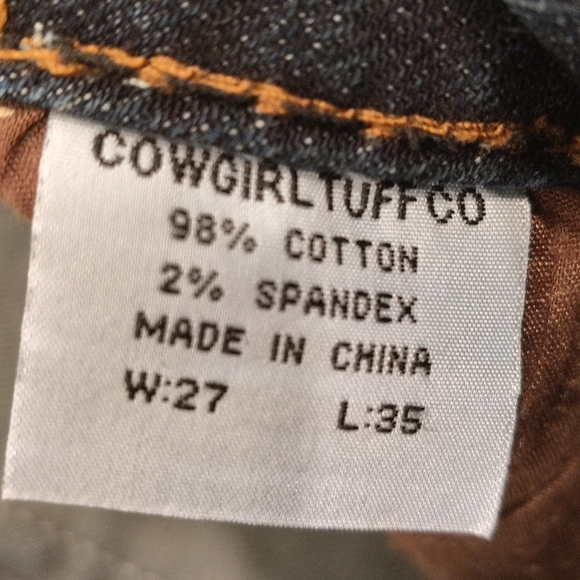 COWGIRLTUFFCO
98% COTTON
2% SPANDEX
MADE IN CHINA
W:27 L:35